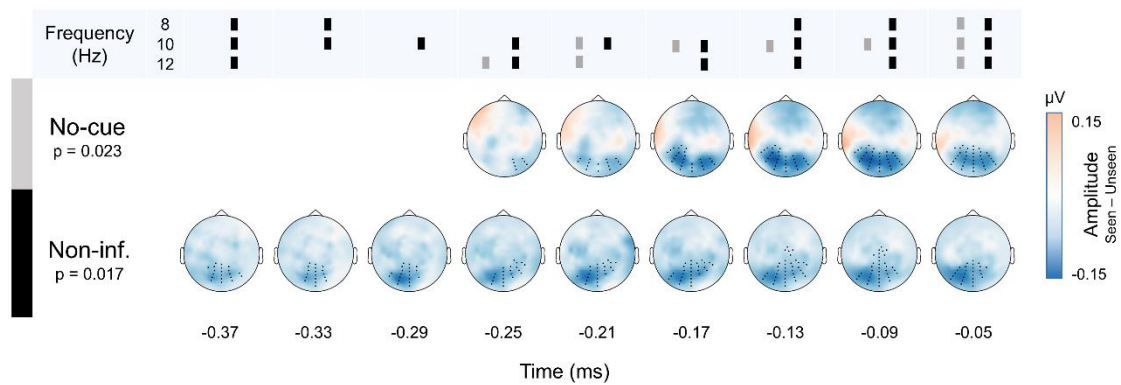 Frequency
(Hz)
8
10
12
No-cue
p = 0.023
Non-inf.
p = 0.017
-0.37 -0.33 -0.29 -0.25 -0.21 -0.17 -0.13 -0.09 -0.05
Time (ms)
µV
0.15
-0.15
Amplitude
Seen – Unseen